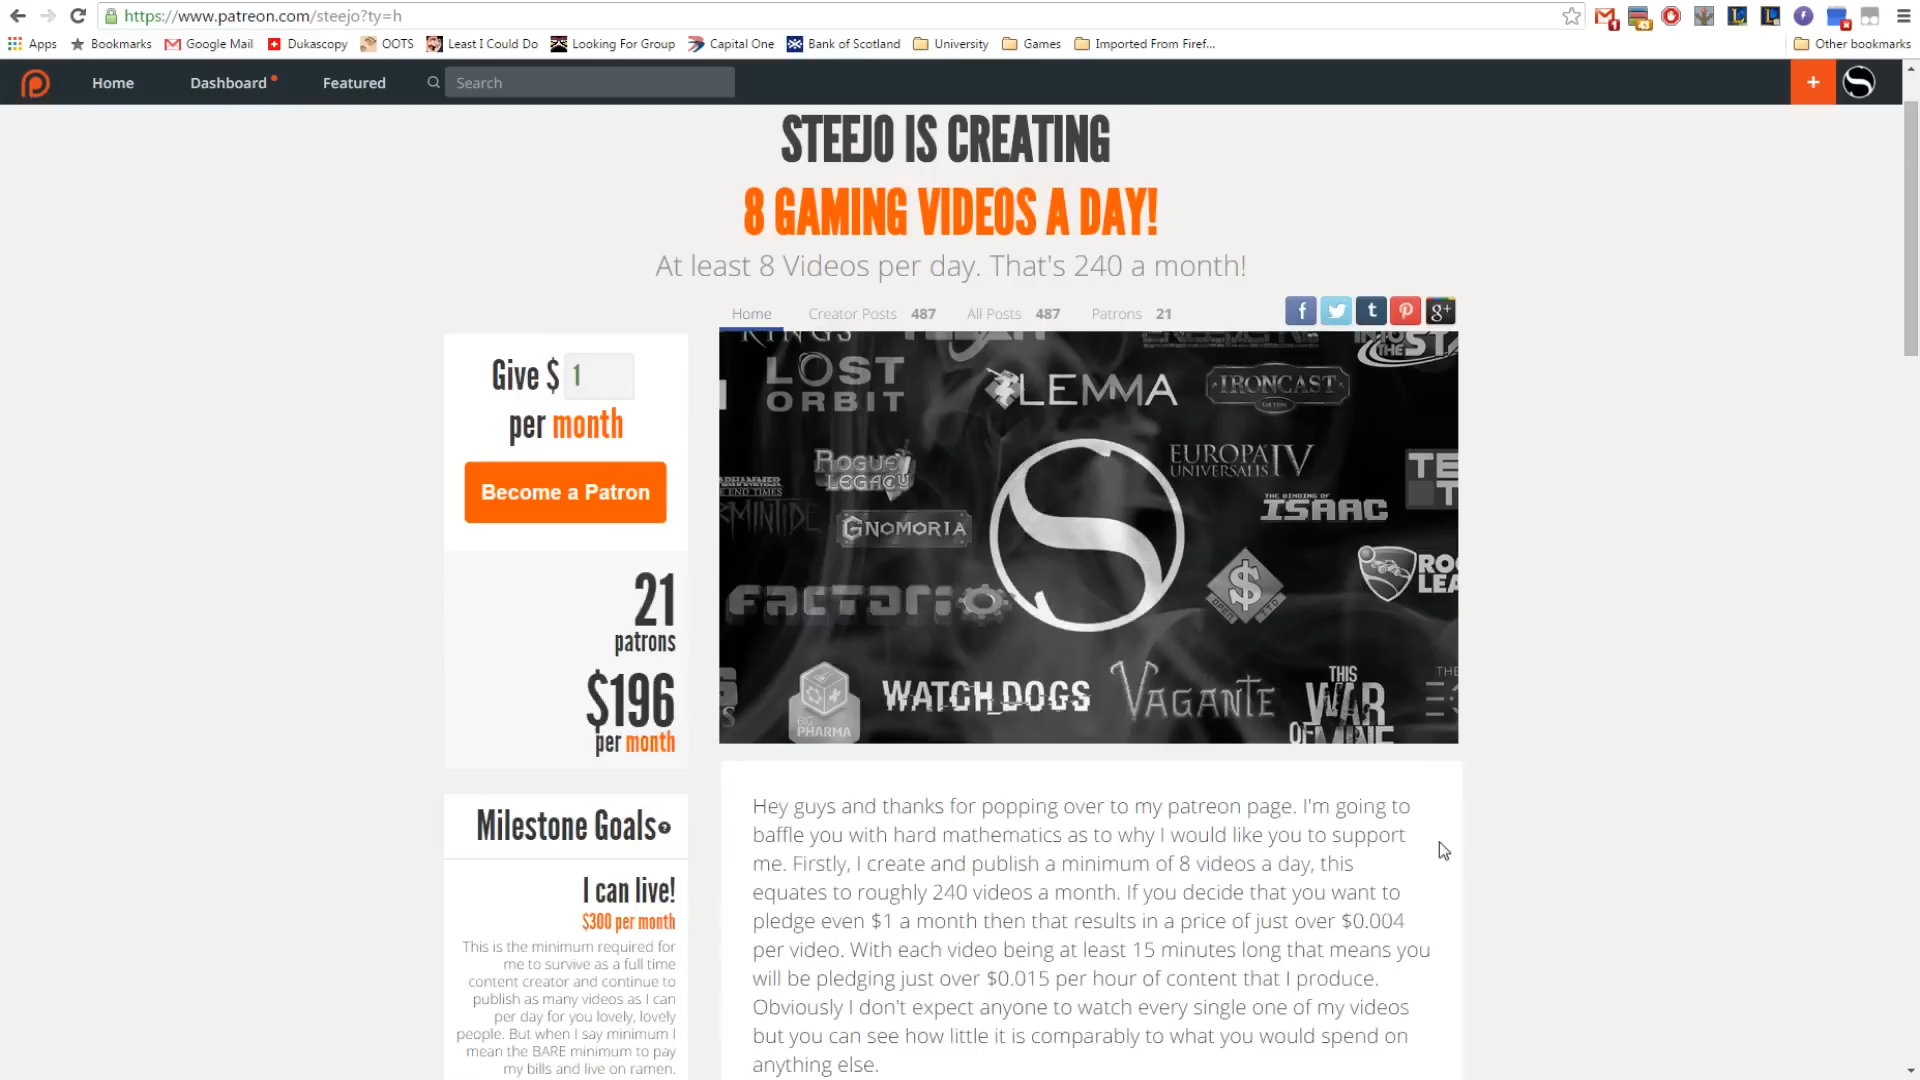 https://www.patreon.com/steejo?ty=h
Apps Bookmarks Google Mail Dukascopy OOTS Least I Could Do Looking For Group Capital One Bank of Scotland University Games Imported From Firef... Other bookmarks
Home Dashboard Featured Search +
STEEJO IS CREATING
8 GAMING VIDEOS A DAY!
At least 8 Videos per day. That's 240 a month!
Home Creator Posts 487 All Posts 487 Patrons 21
Give $ 1
per month
Become a Patron
21
patrons
$196
per month
Milestone Goals
I can live!
$300 per month
This is the minimum required for
me to survive as a full time
content creator and continue to
publish as many videos as I can
per day for you lovely, lovely
people. But when I say minimum I
mean the BARE minimum to pay
my bills and live on ramen.
LOST
ORBIT
LEMMA
IRONCAST
INTO
THE
ROGUE
LEGACY
EUROPA
UNIVERSALIS IV
THE BINDING OF
ISAAC
END TIMES
GNOMORIA
FACTORIO
OPEN TTD
BIG
PHARMA
WATCH_DOGS
VAGANTE
THIS
WAR
OF MINE
Hey guys and thanks for popping over to my patreon page. I'm going to
baffle you with hard mathematics as to why I would like you to support
me. Firstly, I create and publish a minimum of 8 videos a day, this
equates to roughly 240 videos a month. If you decide that you want to
pledge even $1 a month then that results in a price of just over $0.004
per video. With each video being at least 15 minutes long that means you
will be pledging just over $0.015 per hour of content that I produce.
Obviously I don't expect anyone to watch every single one of my videos
but you can see how little it is comparably to what you would spend on
anything else.